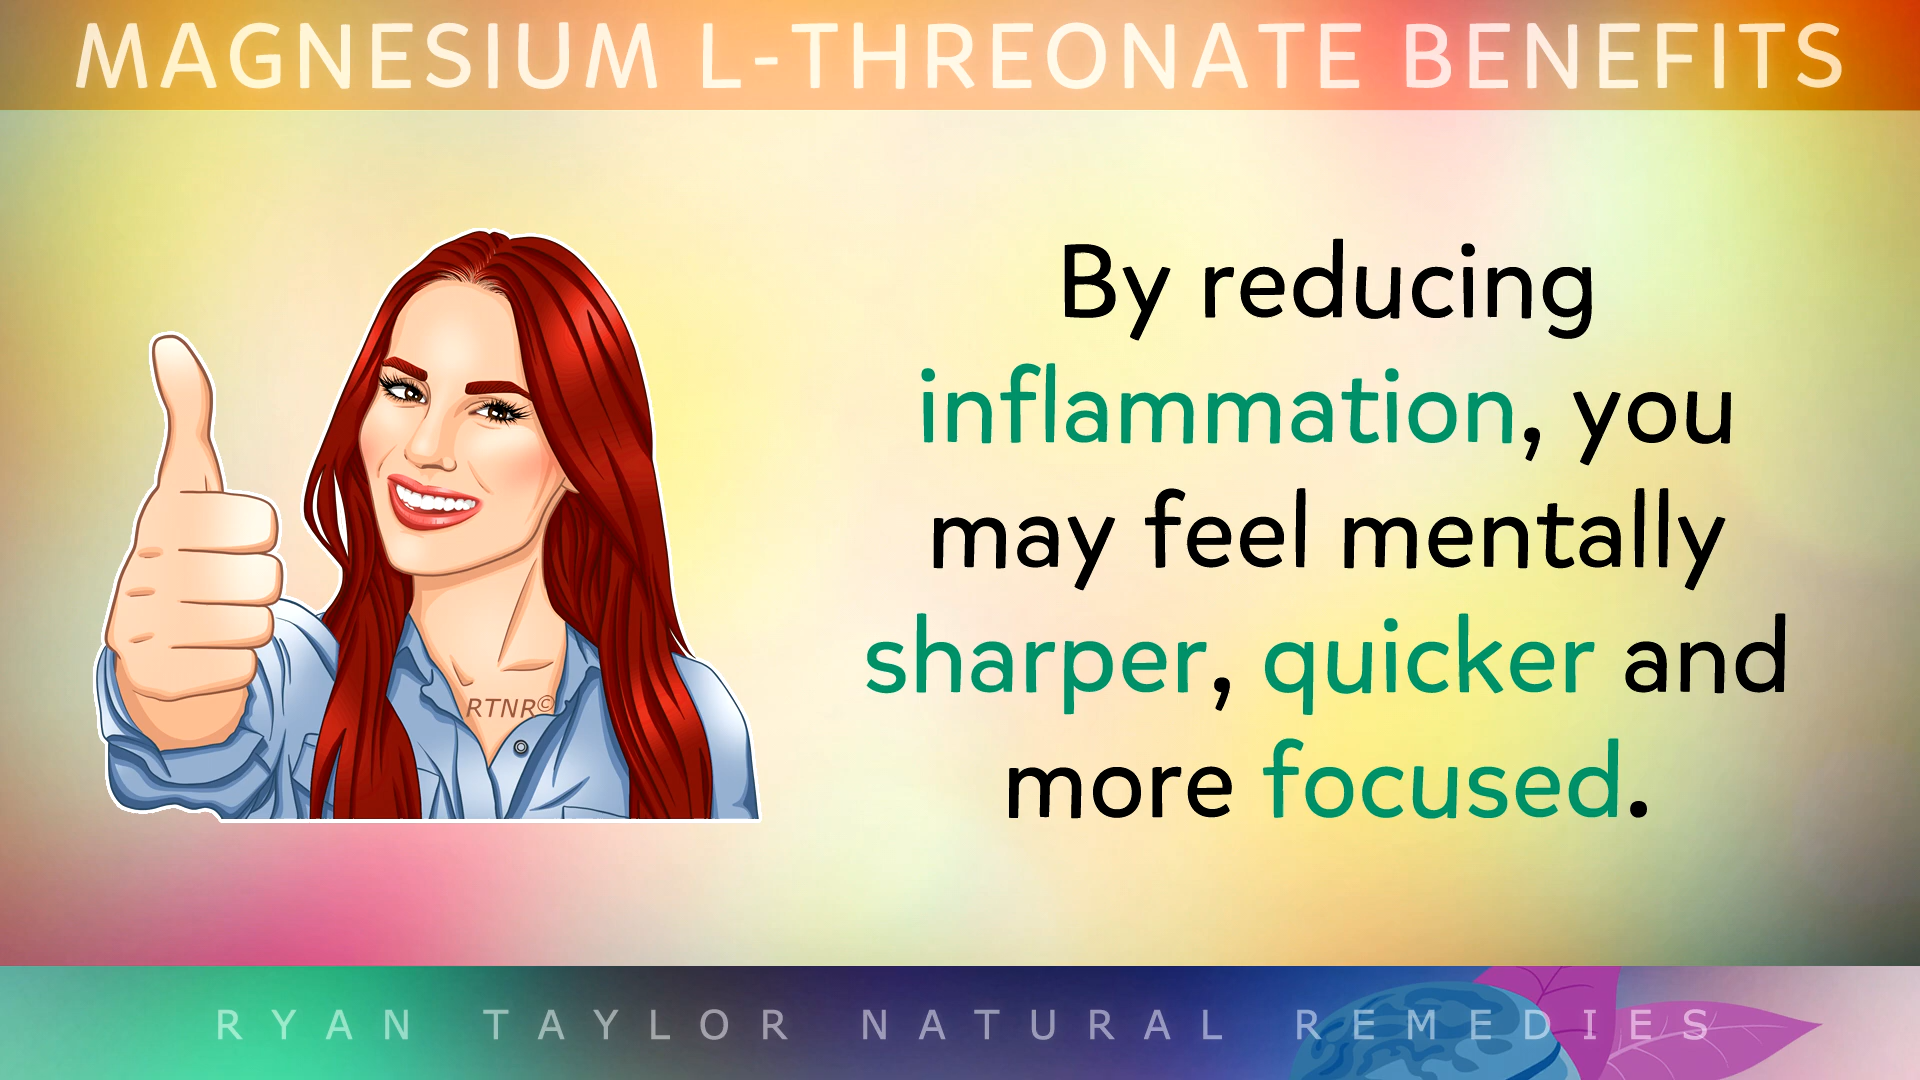 MAGNESIUM L-THREONATE BENEFITS
By reducing
inflammation, you
may feel mentally
sharper, quicker and
more focused.
RTNR©
RYAN TAYLOR NATURAL REMEDIES